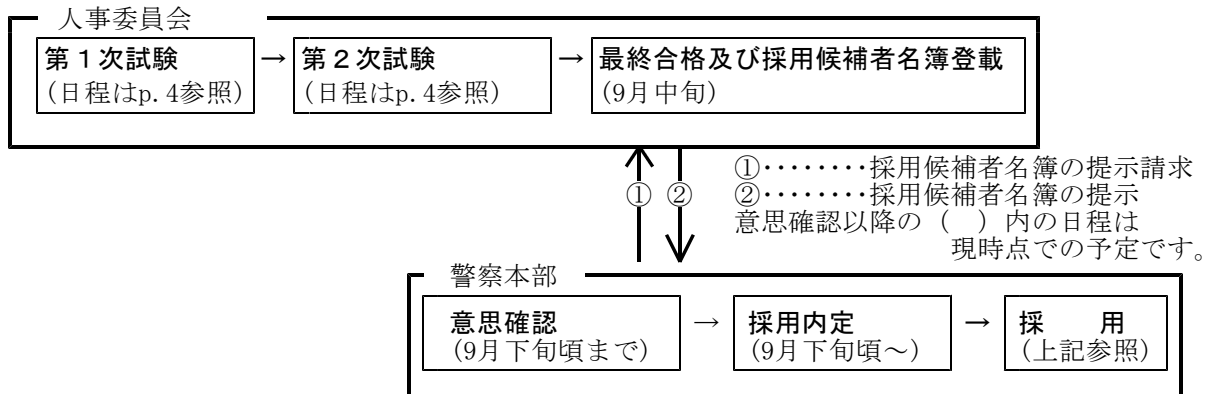 人事委員会
第1次試験 → 第2次試験 → 最終合格及び採用候補者名簿登載
(日程はp.4参照) (日程はp.4参照) (9月中旬)
①････････採用候補者名簿の提示請求
① ② ②････････採用候補者名簿の提示
意思確認以降の（　）内の日程は
現時点での予定です。
警察本部
意思確認 → 採用内定 → 採　用
(9月下旬頃まで) (9月下旬頃～) (上記参照)